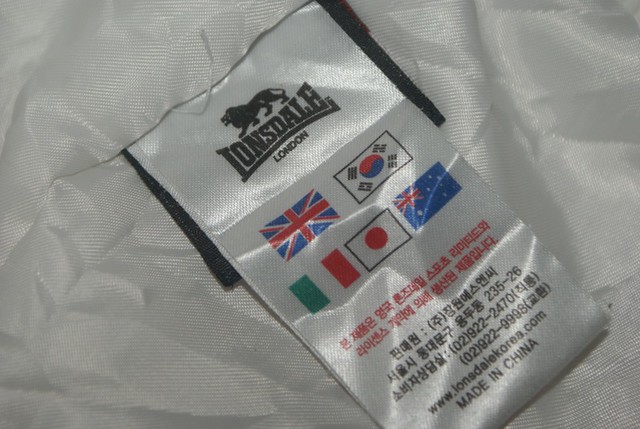 LONSDALE
LONDON
본 제품은 영국 론즈데일 스포츠 리미티드와
라이센스 계약에 의해 생산된 제품입니다.
판매원 : (주)강원에스앤씨
서울시 동대문구 용두동 235-26
소비자상담실: (02)922-2470(직통)
(02)922-0998(교환)
www.lonsdalekorea.com
MADE IN CHINA